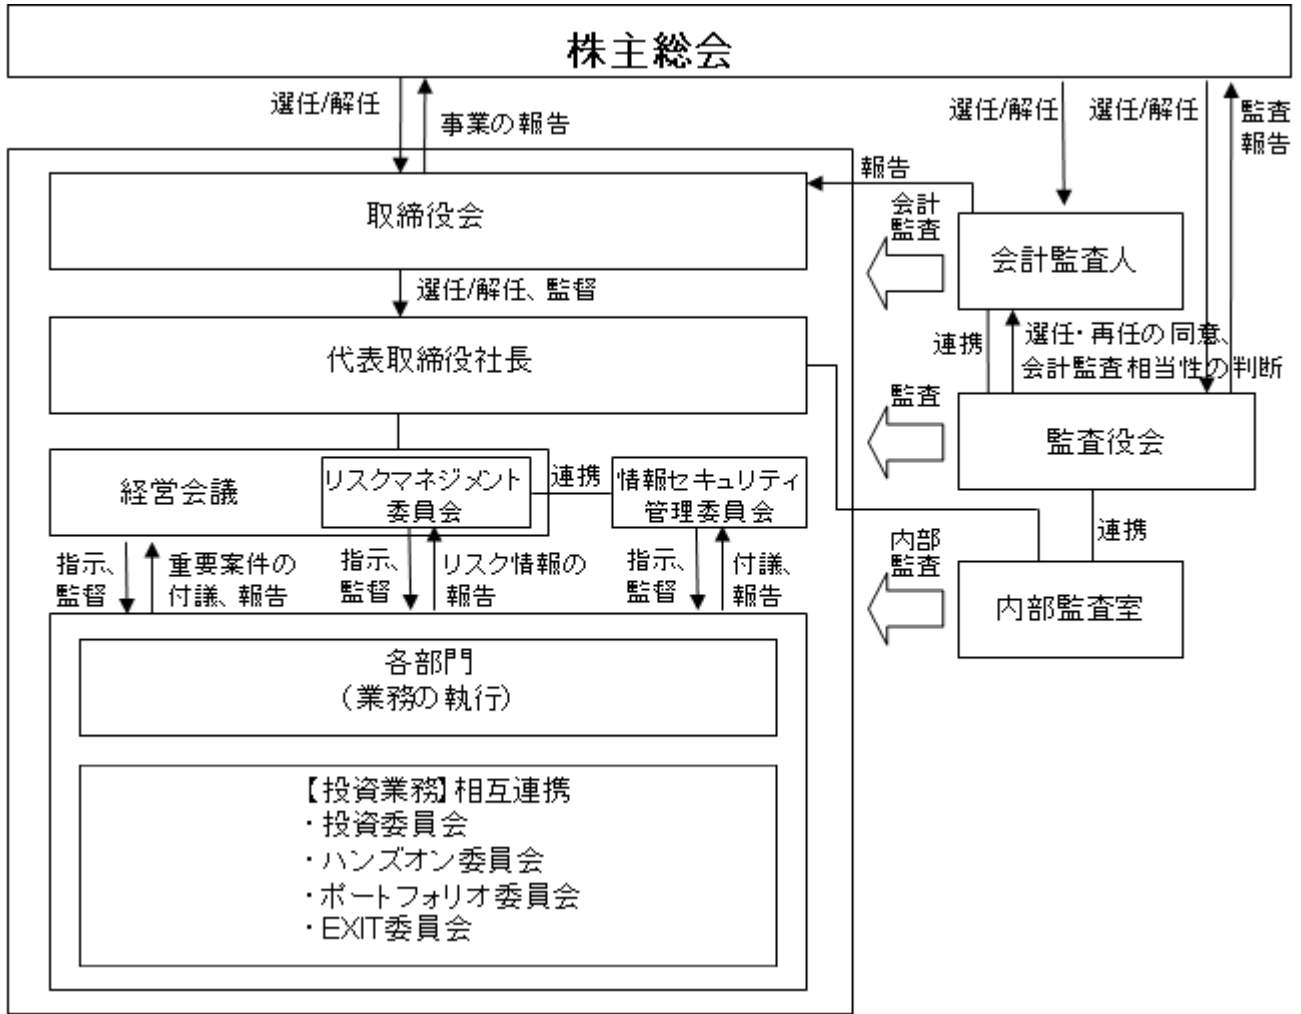 株主総会
選任/解任
事業の報告
選任/解任
選任/解任
監査
報告
取締役会
報告
会計
監査
会計監査人
選任/解任、監督
代表取締役社長
連携
選任・再任の同意、
会計監査相当性の判断
監査
監査役会
経営会議
リスクマネジメント
委員会
連携
情報セキュリティ
管理委員会
連携
指示、
監督
重要案件の
付議、報告
指示、
監督
リスク情報の
報告
指示、
監督
付議、
報告
内部
監査
内部監査室
各部門
（業務の執行）
【投資業務】相互連携
・投資委員会
・ハンズオン委員会
・ポートフォリオ委員会
・EXIT委員会